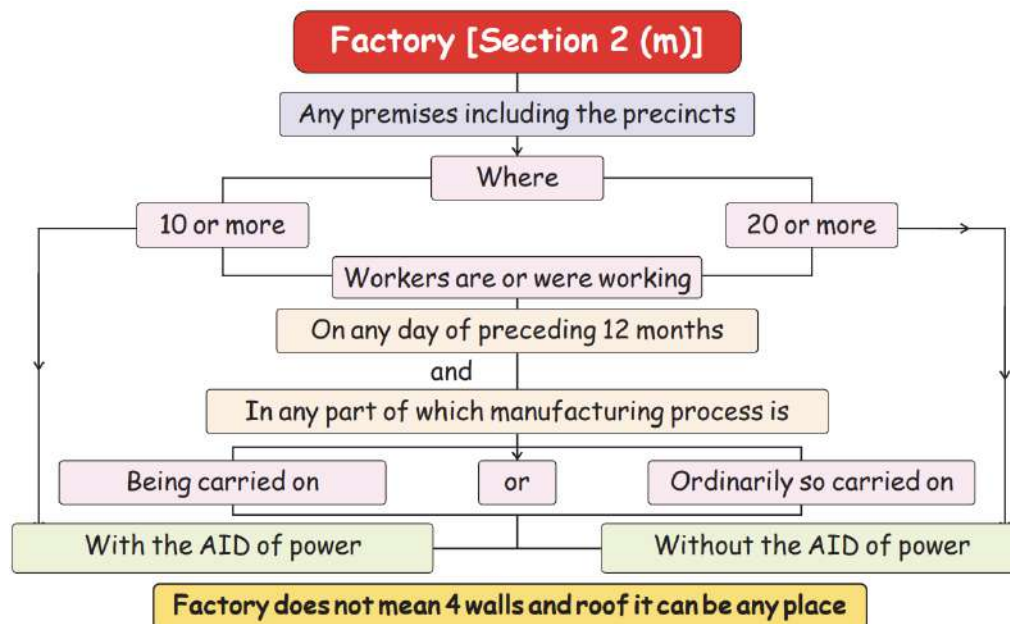 Factory [Section 2 (m)]
Any premises including the precincts
Where
10 or more
20 or more
Workers are or were working
On any day of preceding 12 months
and
In any part of which manufacturing process is
Being carried on
or
Ordinarily so carried on
With the AID of power
Without the AID of power
Factory does not mean 4 walls and roof it can be any place